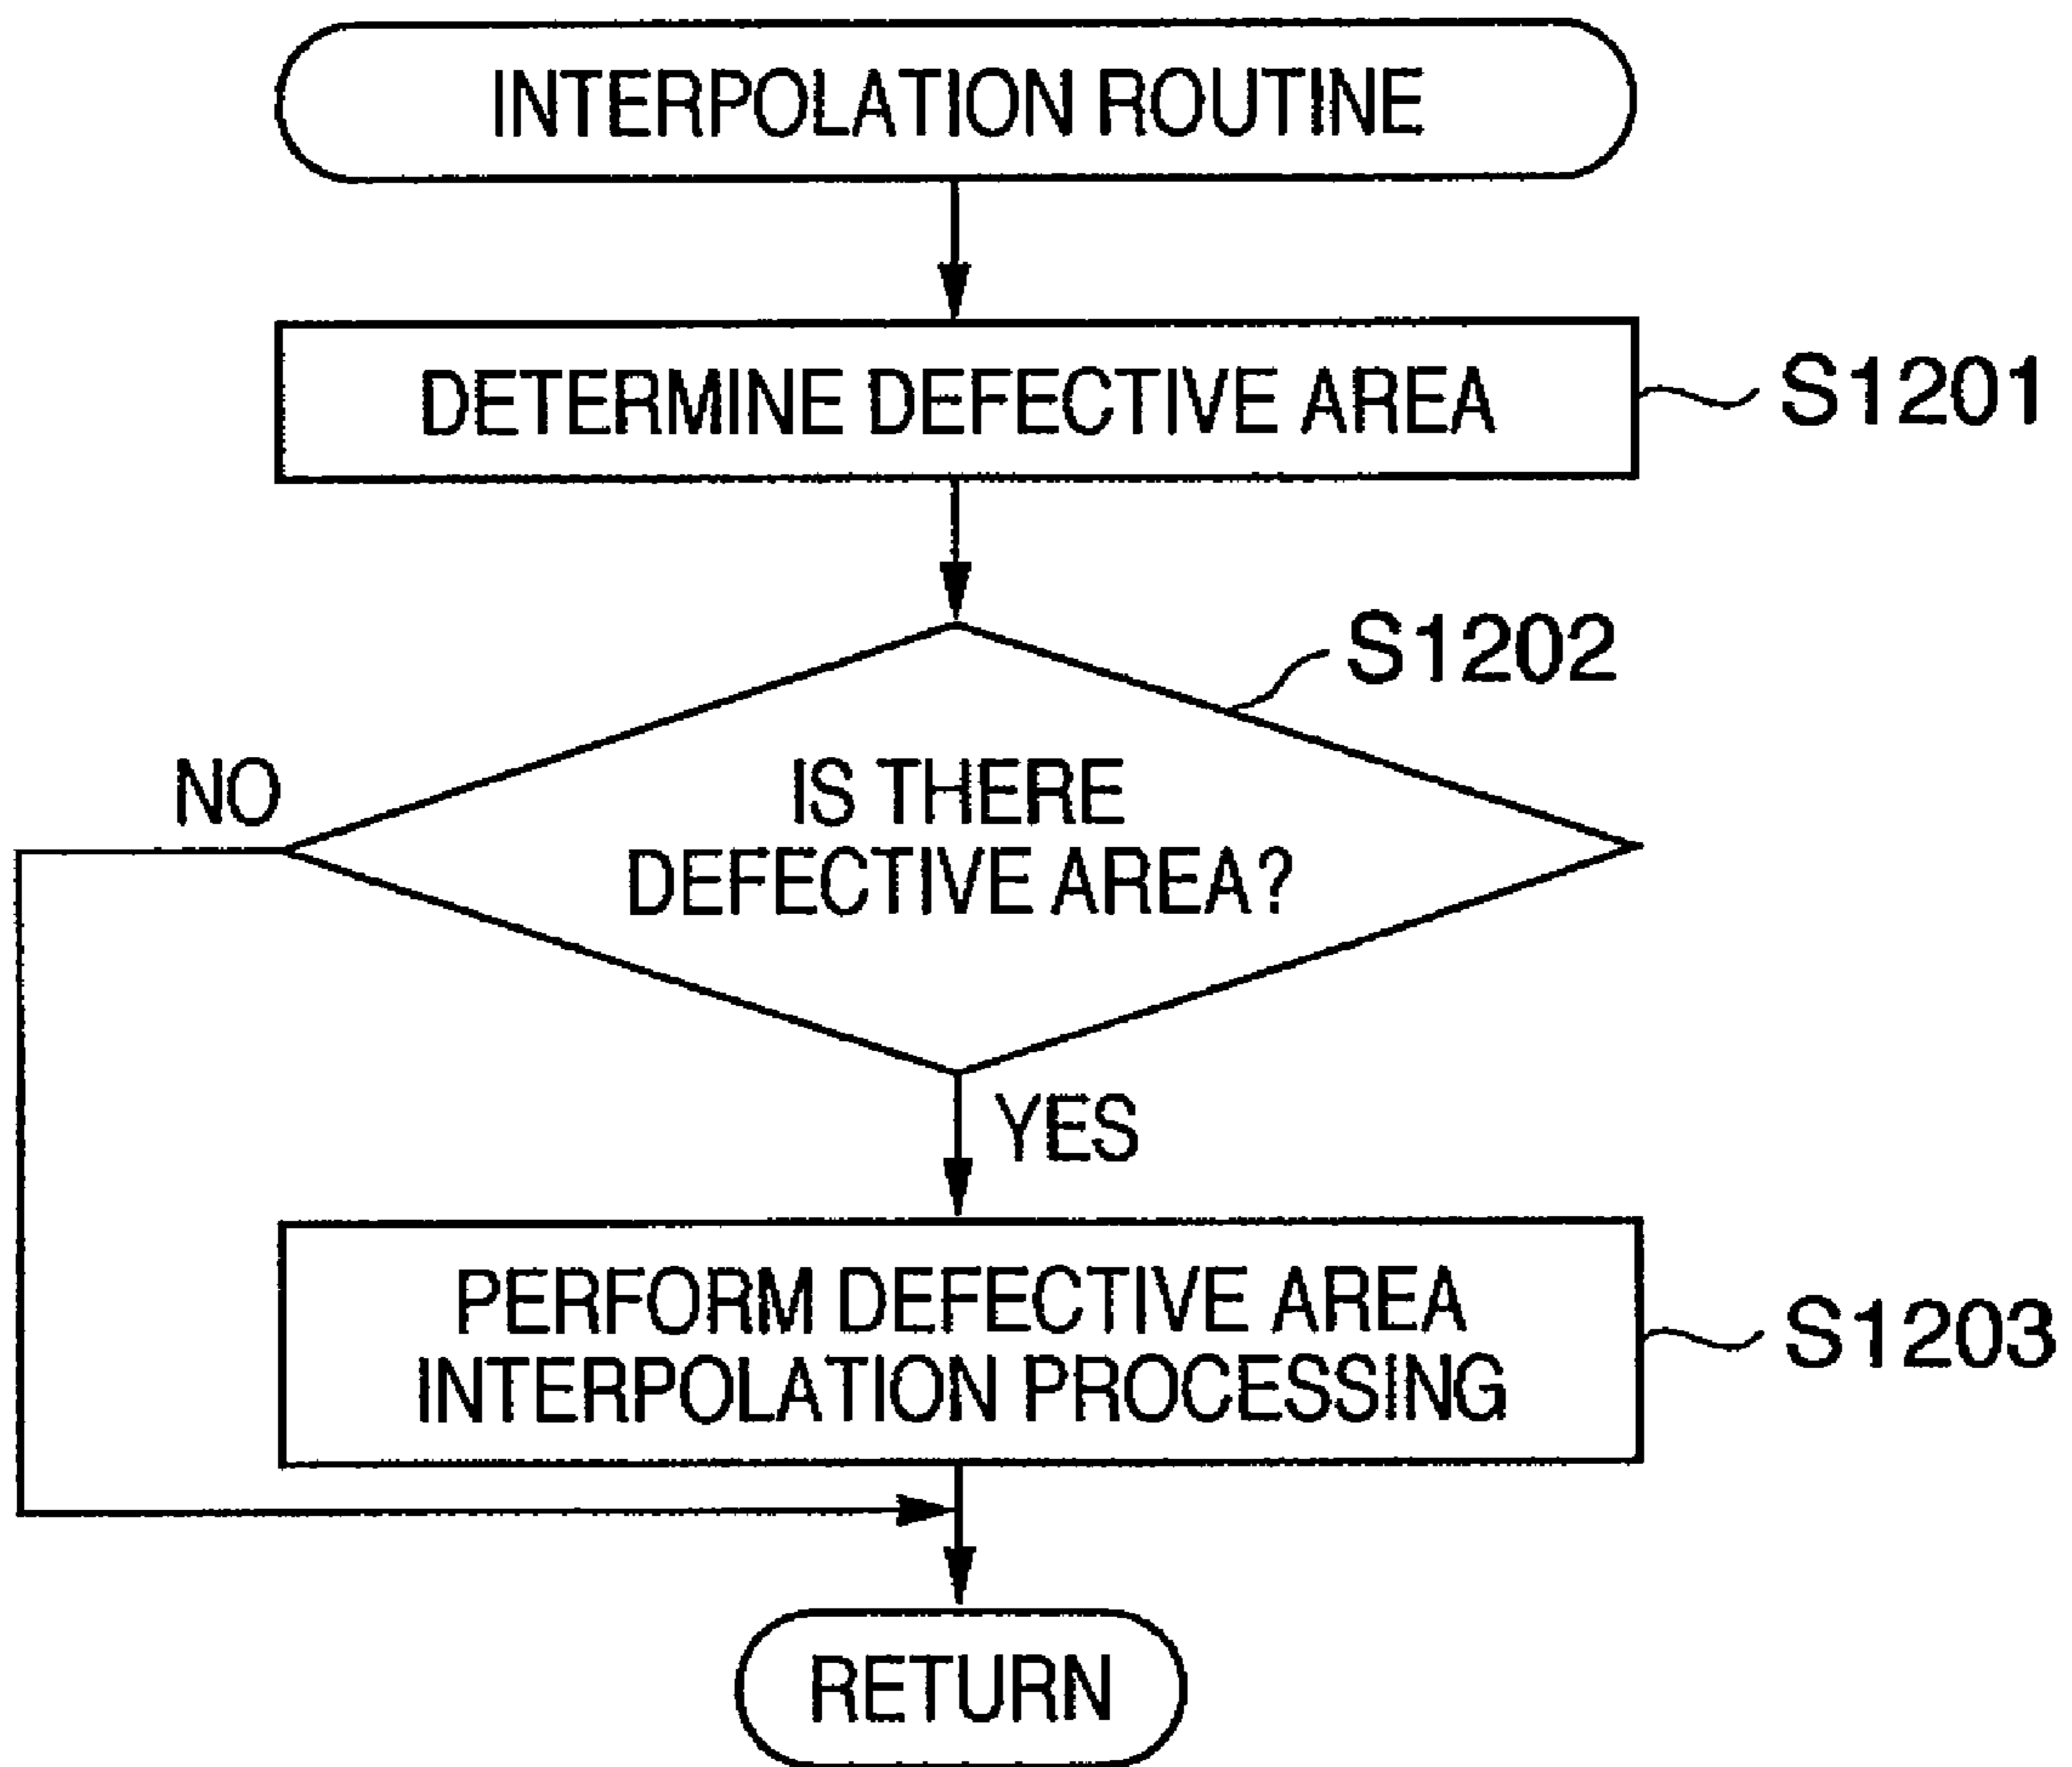 INTERPOLATION ROUTINE
DETERMINE DEFECTIVE AREA
S1201
S1202
NO
IS THERE
DEFECTIVE AREA?
YES
PERFORM DEFECTIVE AREA
INTERPOLATION PROCESSING
S1203
RETURN